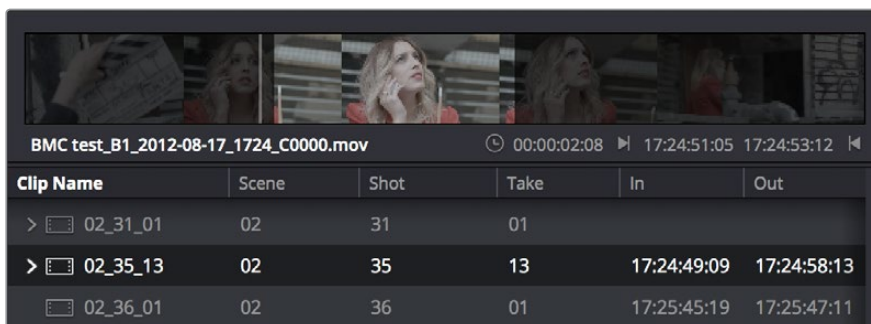 BMC test_B1_2012-08-17_1724_C0000.mov 00:00:02:08 17:24:51:05 17:24:53:12
Clip Name Scene Shot Take In Out
02_31_01 02 31 01
02_35_13 02 35 13 17:24:49:09 17:24:58:13
02_36_01 02 36 01 17:25:45:19 17:25:47:11